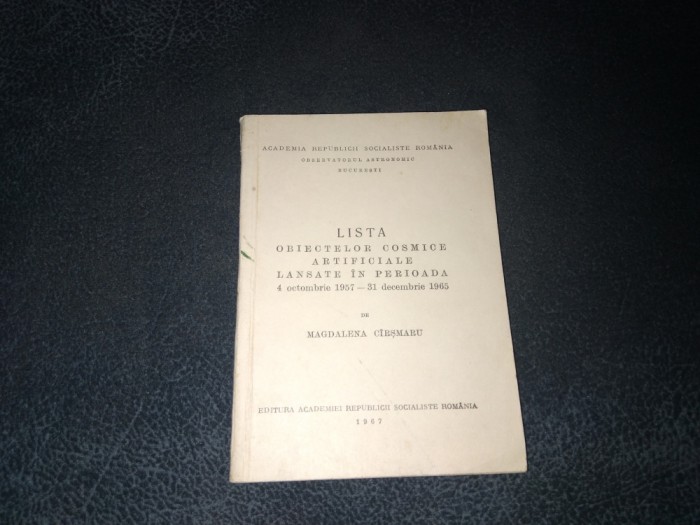 ACADEMIA REPUBLICII SOCIALISTE ROMÂNIA
OBSERVATORUL ASTRONOMIC
BUCUREȘTI
LISTA
OBIECTELOR COSMICE
ARTIFICIALE
LANSATE ÎN PERIOADA
4 octombrie 1957 — 31 decembrie 1965
DE
MAGDALENA CÎRȘMARU
EDITURA ACADEMIEI REPUBLICII SOCIALISTE ROMÂNIA
1967